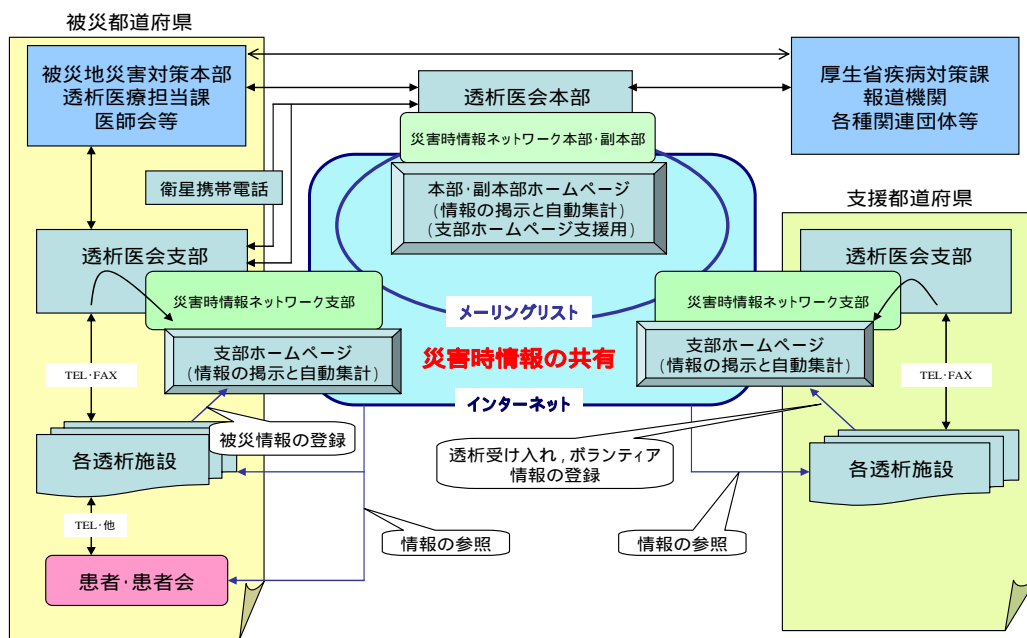 被災都道府県
被災地災害対策本部
透析医療担当課
医師会等
透析医会本部
災害時情報ネットワーク本部・副本部
厚生省疾病対策課
報道機関
各種関連団体等
衛星携帯電話
本部・副本部ホームページ
(情報の掲示と自動集計)
(支部ホームページ支援用)
支援都道府県
透析医会支部
災害時情報ネットワーク支部
支部ホームページ
(情報の掲示と自動集計)
メーリングリスト
災害時情報の共有
インターネット
透析医会支部
災害時情報ネットワーク支部
支部ホームページ
(情報の掲示と自動集計)
TEL・FAX
被災情報の登録
各透析施設
TEL・他
患者・患者会
情報の参照
透析受け入れ,ボランティア
情報の登録
情報の参照
TEL・FAX
各透析施設